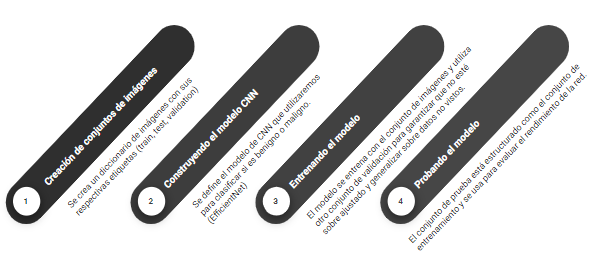 1
Creación de conjuntos de imágenes
Se crea un diccionario de imágenes con sus
respectivas etiquetas (train, test, validation)
2
Construyendo el modelo CNN
Se define el modelo de CNN que utilizaremos
para clasificar si es benigno o maligno.
(EfficientNet)
3
Entrenando el modelo
El modelo se entrena con el conjunto de imágenes y utiliza
otro conjunto de validación para garantizar que no esté
sobre ajustado y generalizar sobre datos no vistos.
4
Probando el modelo
El conjunto de prueba está estructurado como el conjunto de
entrenamiento y se usa para evaluar el rendimiento de la red.